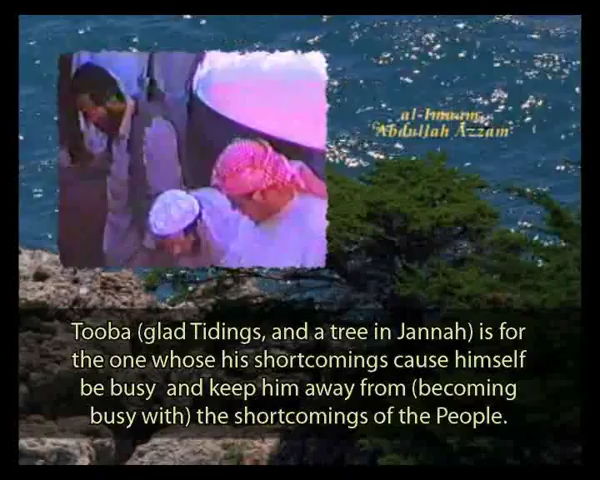 al-Imaam
Abdullah Azzam
Tooba (glad Tidings, and a tree in Jannah) is for
the one whose his shortcomings cause himself
be busy and keep him away from (becoming
busy with) the shortcomings of the People.